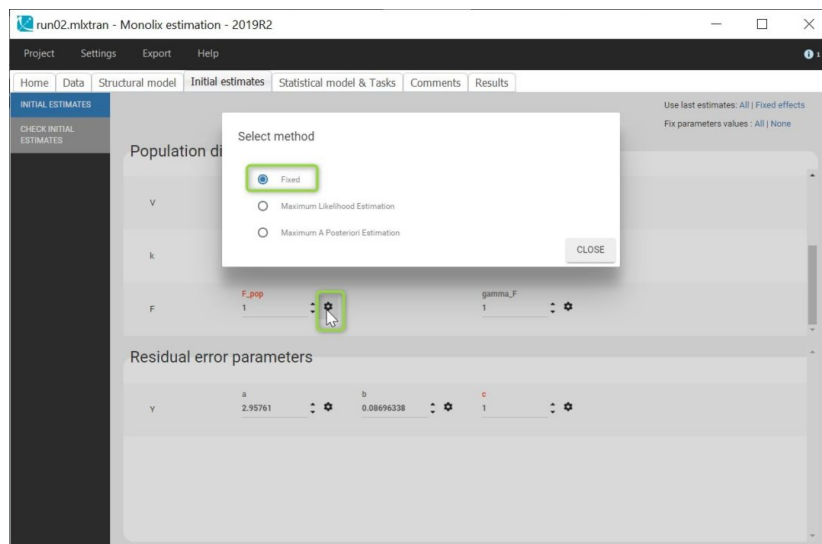 run02.mlxtran - Monolix estimation - 2019R2
Project Settings Export Help 1
Home Data Structural model Initial estimates Statistical model & Tasks Comments Results
INITIAL ESTIMATES
CHECK INITIAL
ESTIMATES
Use last estimates: All | Fixed effects
Fix parameters values : All | None
Population di
Select method
Fixed
Maximum Likelihood Estimation
Maximum A Posteriori Estimation
CLOSE
V
k
F_pop gamma_F
F 1 1
Residual error parameters
a b c
Y 2.95761 0.08696338 1